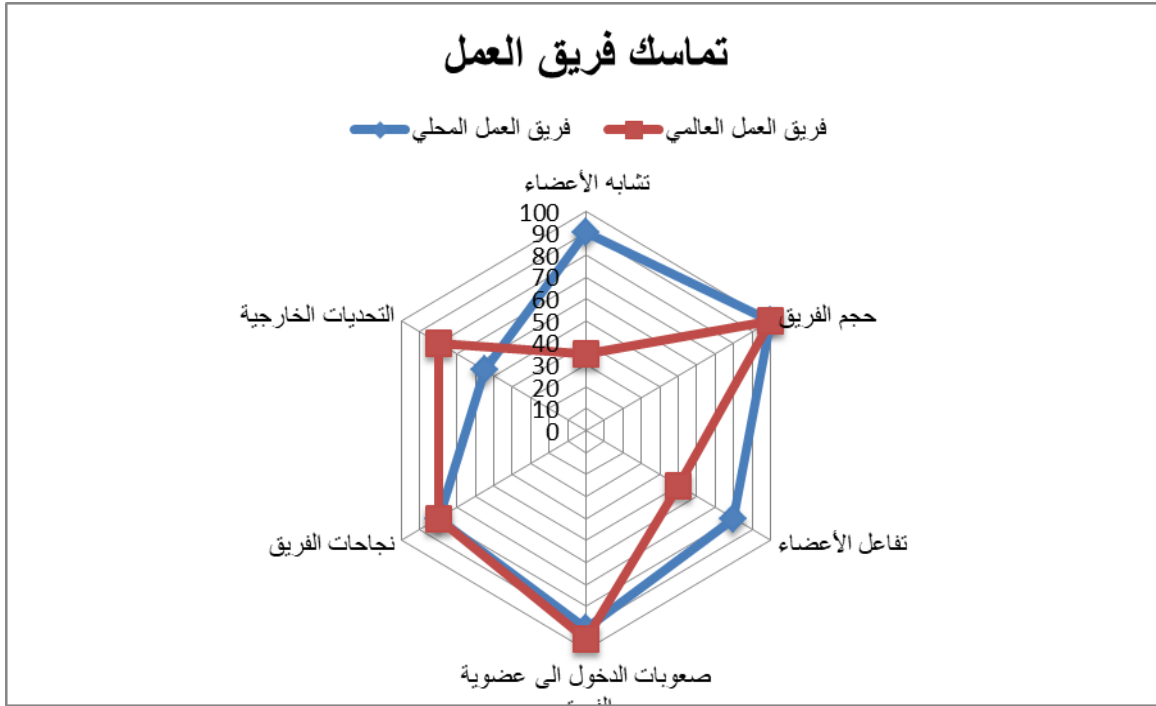 تماسك فريق العمل
فريق العمل المحلي فريق العمل العالمي
تشابه الأعضاء
100
90
80
70
60
50
40
30
20
10
0
حجم الفريق
تفاعل الأعضاء
صعوبات الدخول الى عضوية
نجاحات الفريق
التحديات الخارجية